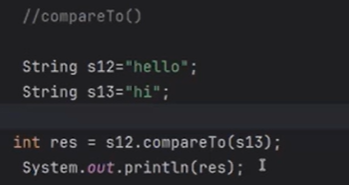 //compareTo()
String s12="hello";
String s13="hi";
int res = s12.compareTo(s13);
System.out.println(res);